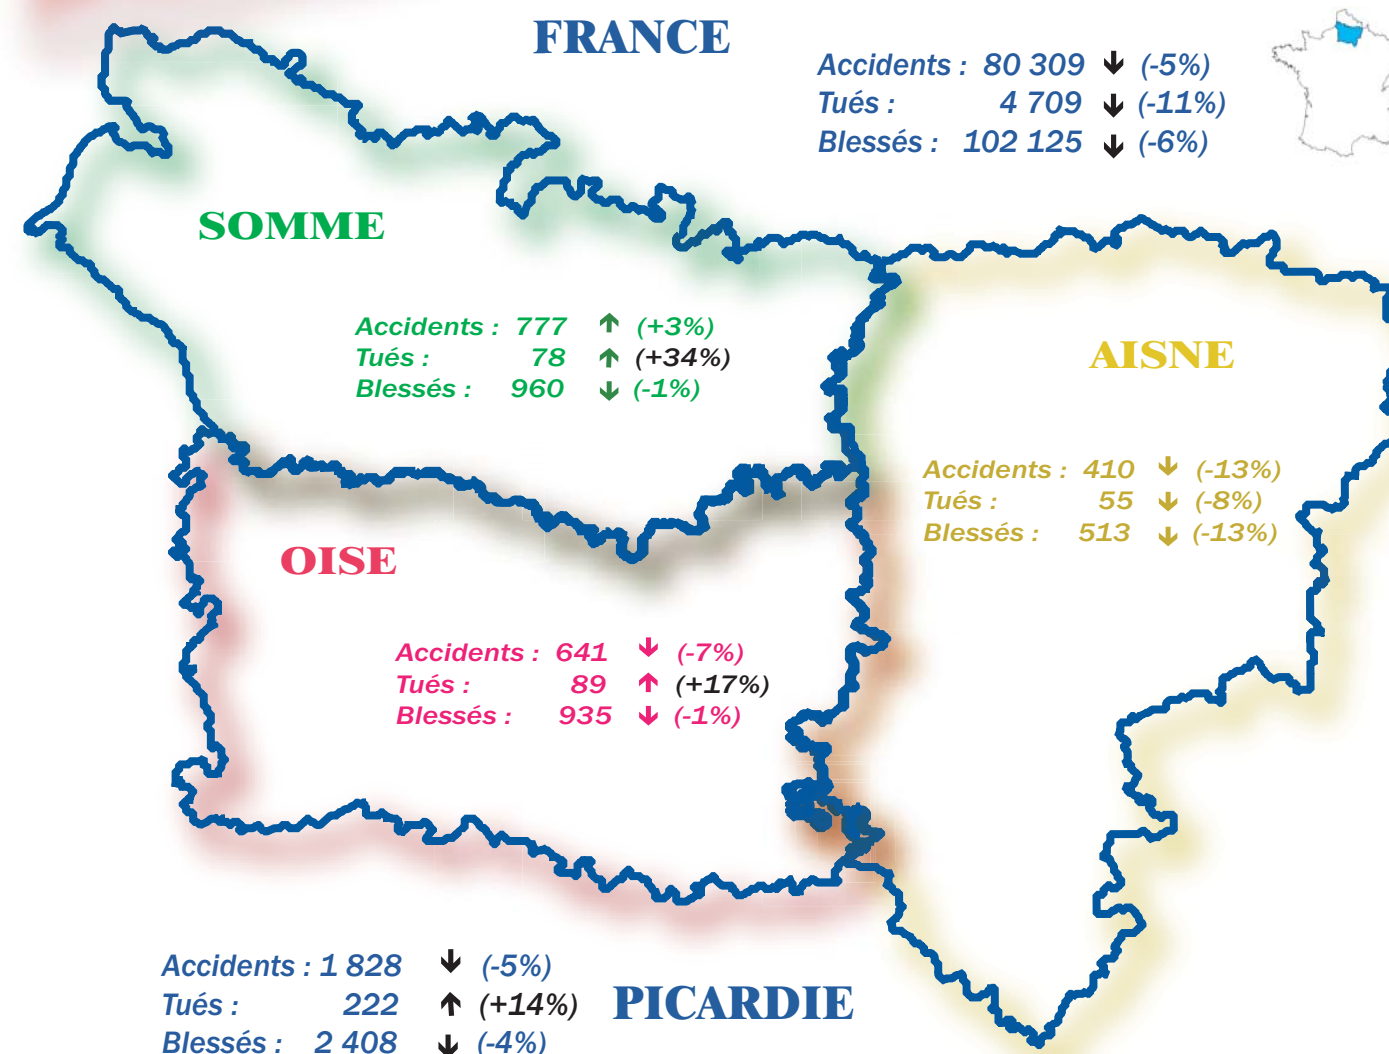 FRANCE
Accidents : 80 309 ↓ (-5%)
Tués : 4 709 ↓ (-11%)
Blessés : 102 125 ↓ (-6%)
SOMME
Accidents : 777 ↑ (+3%)
Tués : 78 ↑ (+34%)
Blessés : 960 ↓ (-1%)
AISNE
Accidents : 410 ↓ (-13%)
Tués : 55 ↓ (-8%)
Blessés : 513 ↓ (-13%)
OISE
Accidents : 641 ↓ (-7%)
Tués : 89 ↑ (+17%)
Blessés : 935 ↓ (-1%)
Accidents : 1 828 ↓ (-5%)
Tués : 222 ↑ (+14%)
Blessés : 2 408 ↓ (-4%)
PICARDIE